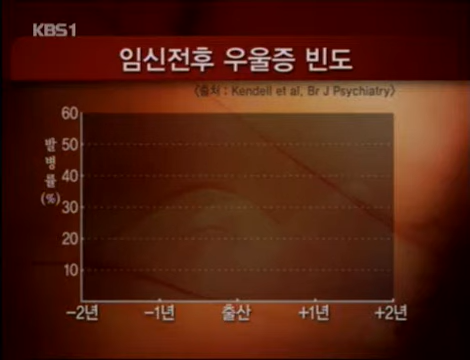 KBS1
임신전후 우울증 빈도
<출처 : Kendell et al, Br J Psychiatry>
발병률(%)
60
50
40
30
20
10
-2년 -1년 출산 +1년 +2년